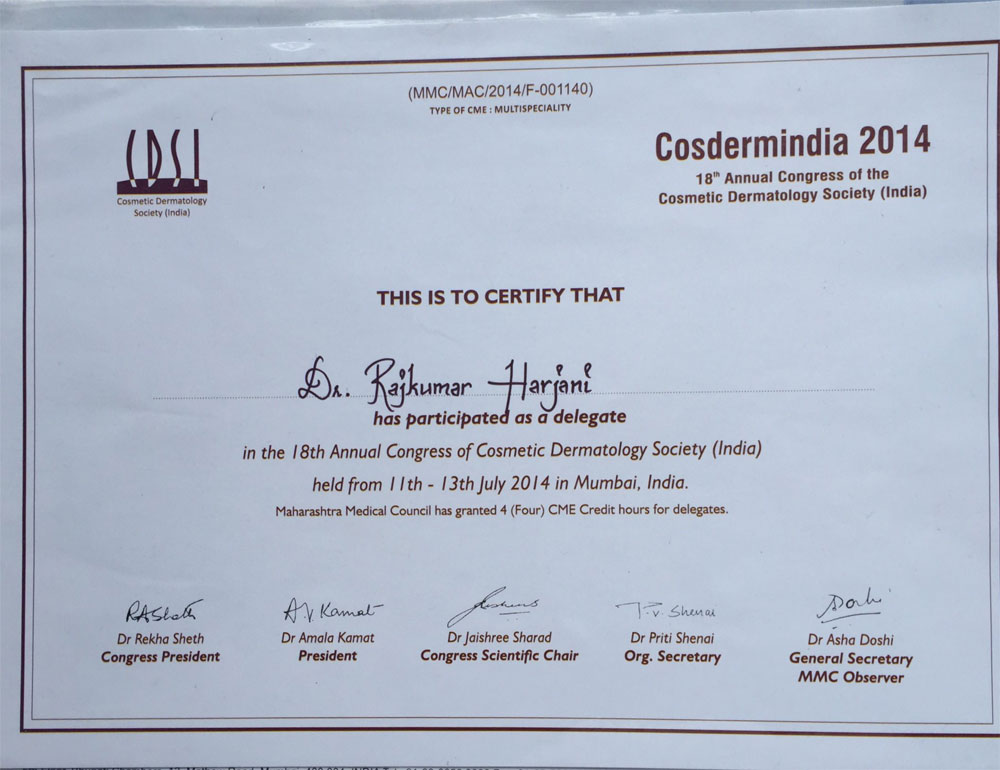 (MMC/MAC/2014/F-001140)
TYPE OF CME : MULTISPECIALITY
CDSI
Cosmetic Dermatology
Society (India)
Cosdermindia 2014
18th Annual Congress of the
Cosmetic Dermatology Society (India)
THIS IS TO CERTIFY THAT
Dr. Rajkumar Harjani
has participated as a delegate
in the 18th Annual Congress of Cosmetic Dermatology Society (India)
held from 11th - 13th July 2014 in Mumbai, India.
Maharashtra Medical Council has granted 4 (Four) CME Credit hours for delegates.
RASheth A.V. Kamat P.V. Shenai Doshi
Dr Rekha Sheth Dr Amala Kamat Dr Jaishree Sharad Dr Priti Shenai Dr Asha Doshi
Congress President President Congress Scientific Chair Org. Secretary General Secretary
MMC Observer